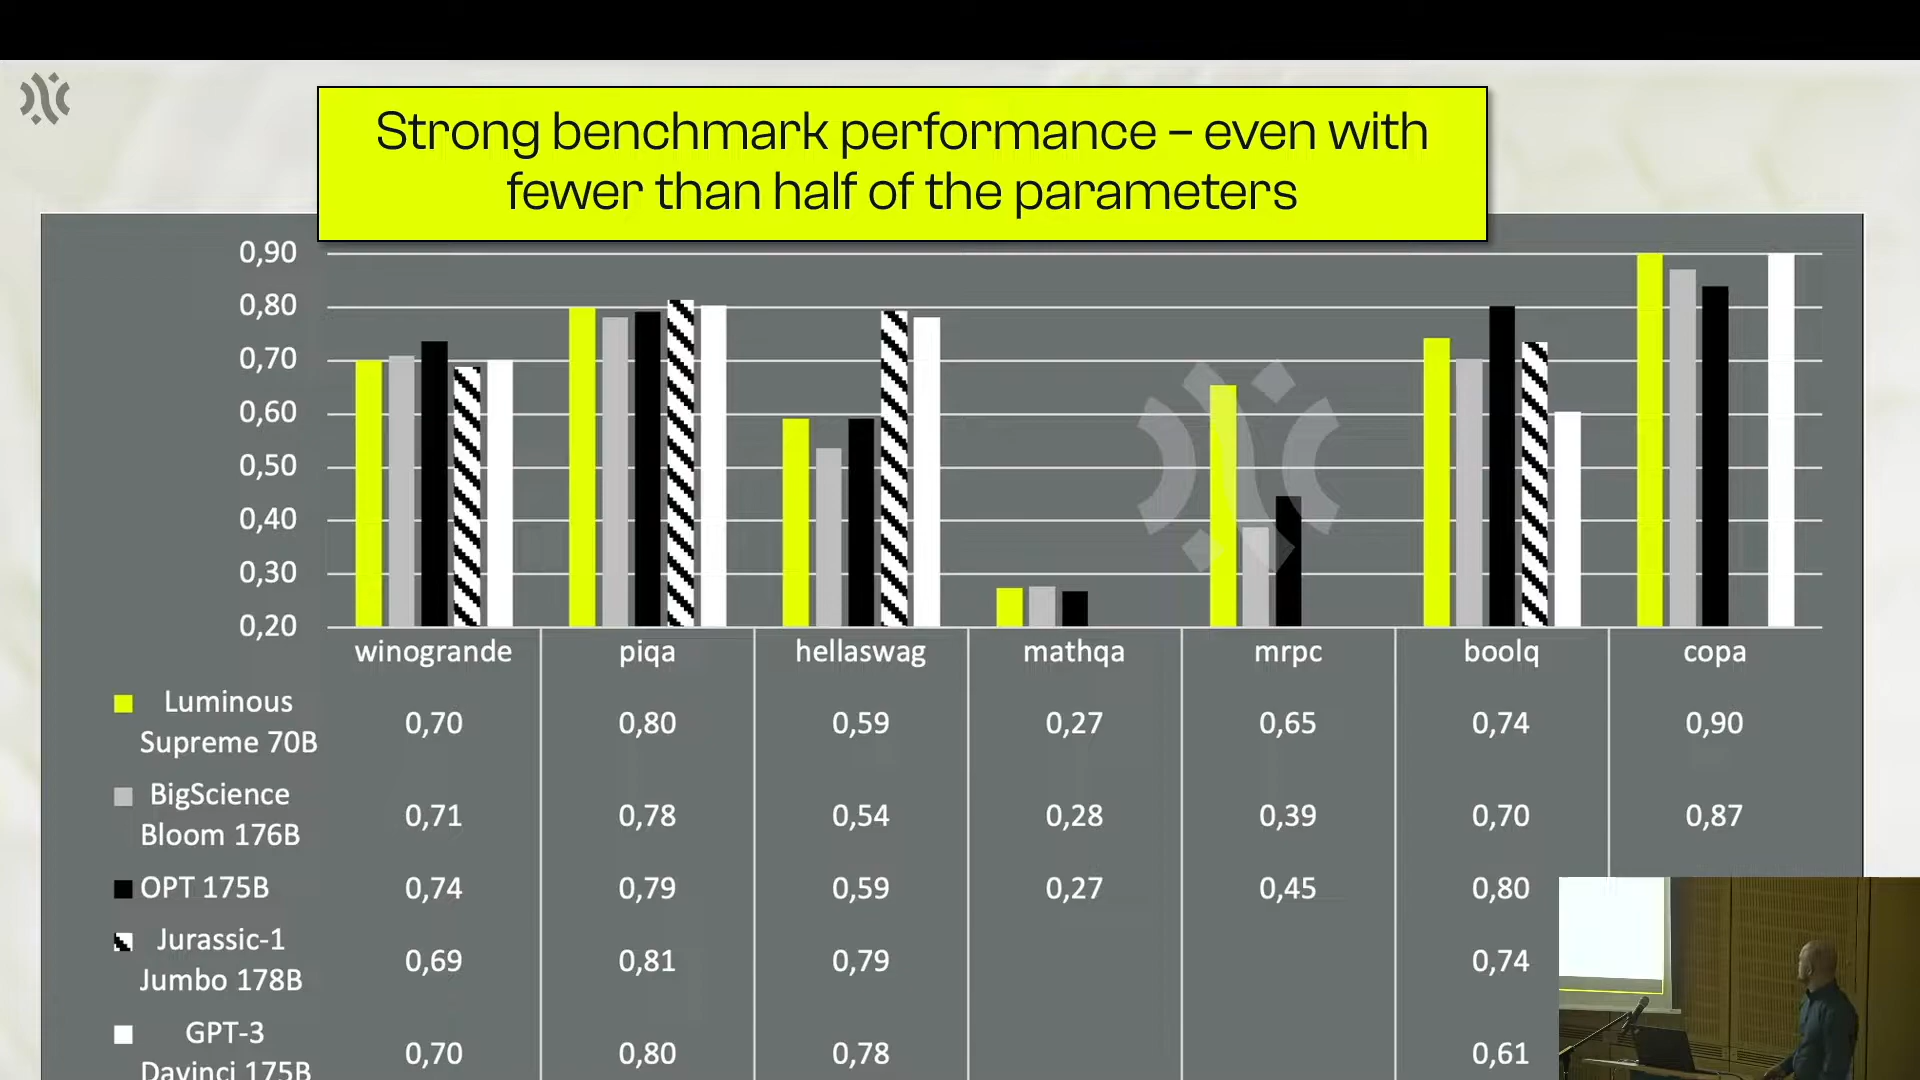 Strong benchmark performance – even with
fewer than half of the parameters
0,90
0,80
0,70
0,60
0,50
0,40
0,30
0,20
winogrande piqa hellaswag mathqa mrpc boolq copa
Luminous
Supreme 70B 0,70 0,80 0,59 0,27 0,65 0,74 0,90
BigScience
Bloom 176B 0,71 0,78 0,54 0,28 0,39 0,70 0,87
OPT 175B 0,74 0,79 0,59 0,27 0,45 0,80
Jurassic-1
Jumbo 178B 0,69 0,81 0,79 0,74
GPT-3
Davinci 175B 0,70 0,80 0,78 0,61